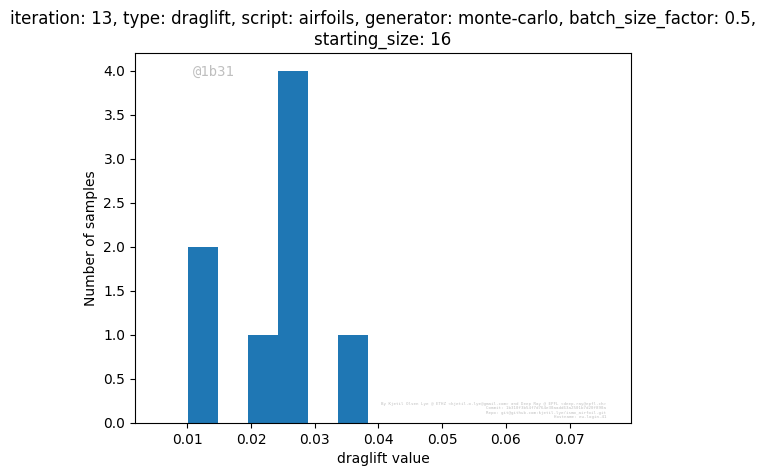 iteration: 13, type: draglift, script: airfoils, generator: monte-carlo, batch_size_factor: 0.5,
starting_size: 16
@1b31
4.0
3.5
3.0
2.5
2.0
1.5
1.0
0.5
0.0
Number of samples
0.01 0.02 0.03 0.04 0.05 0.06 0.07
draglift value